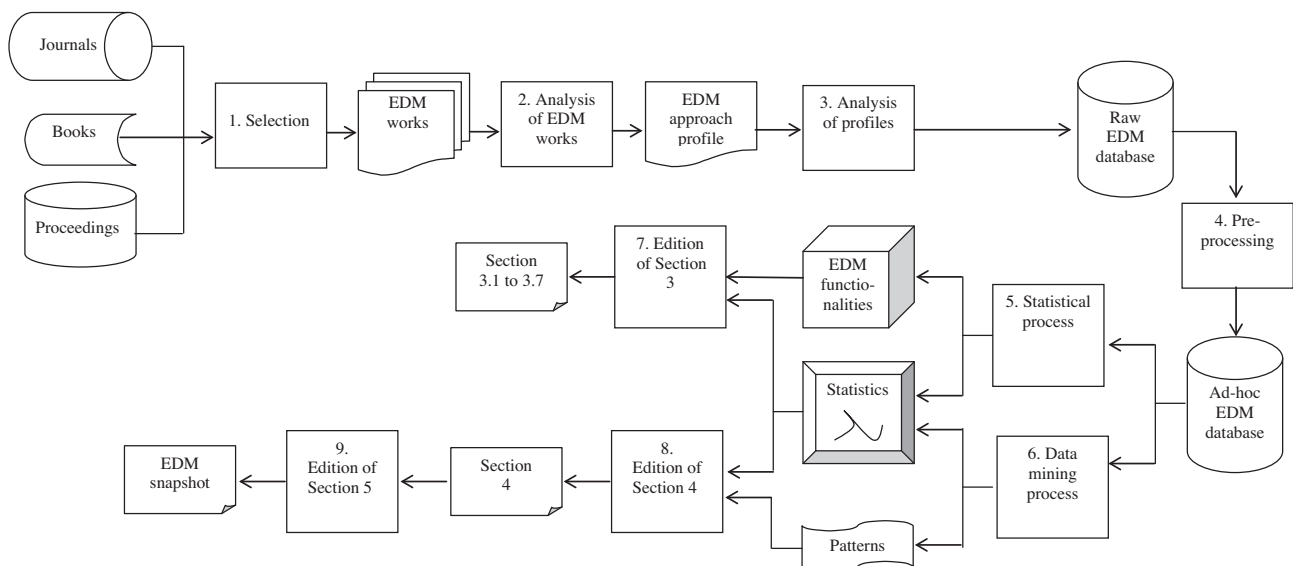 Journals
Books
Proceedings
1. Selection
EDM
works
2. Analysis
of EDM
works
EDM
approach
profile
3. Analysis
of profiles
Raw
EDM
database
4. Pre-
processing
Ad-hoc
EDM
database
5. Statistical
process
6. Data
mining
process
EDM
functio-
nalities
Statistics
Patterns
7. Edition
of Section
3
Section
3.1 to 3.7
8.
Edition of
Section 4
Section
4
9.
Edition of
Section 5
EDM
snapshot